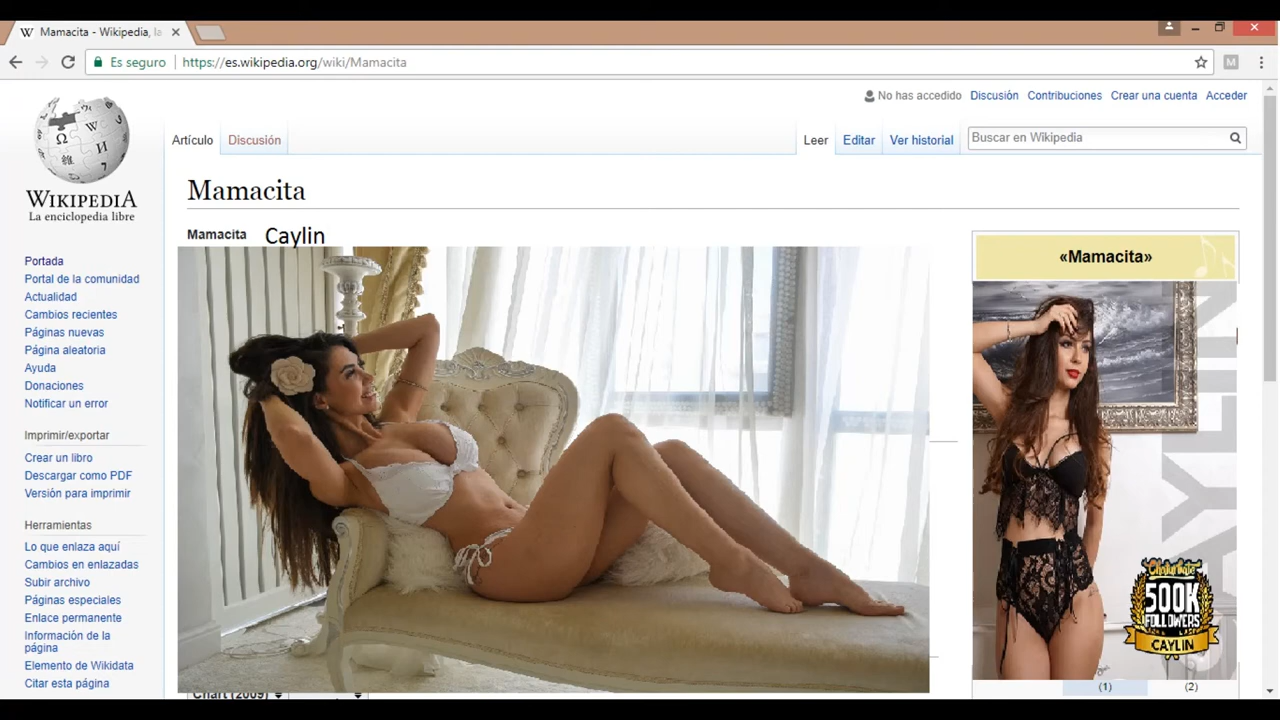 Mamacita - Wikipedia, la
Es seguro
https://es.wikipedia.org/wiki/Mamacita
M
No has accedido Discusión Contribuciones Crear una cuenta Acceder
Artículo Discusión Leer Editar Ver historial Buscar en Wikipedia
WIKIPEDIA
La enciclopedia libre
Mamacita
Mamacita Caylin
Portada
Portal de la comunidad
Actualidad
Cambios recientes
Páginas nuevas
Página aleatoria
Ayuda
Donaciones
Notificar un error
Imprimir/exportar
Crear un libro
Descargar como PDF
Versión para imprimir
Herramientas
Lo que enlaza aquí
Cambios en enlazadas
Subir archivo
Páginas especiales
Enlace permanente
Información de la
página
Elemento de Wikidata
Citar esta página
Chart (2009)
«Mamacita»
CAYLIN
Chaturbate
500K
FOLLOWERS
CAYLIN
(1) (2)